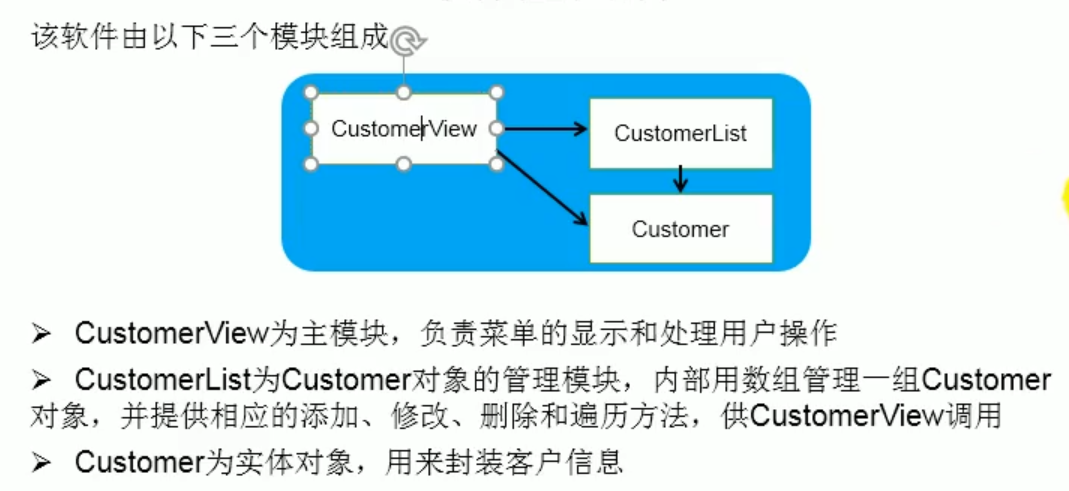 该软件由以下三个模块组成
CustomerView
CustomerList
Customer
➢ CustomerView为主模块，负责菜单的显示和处理用户操作
➢ CustomerList为Customer对象的管理模块，内部用数组管理一组Customer
对象，并提供相应的添加、修改、删除和遍历方法，供CustomerView调用
➢ Customer为实体对象，用来封装客户信息